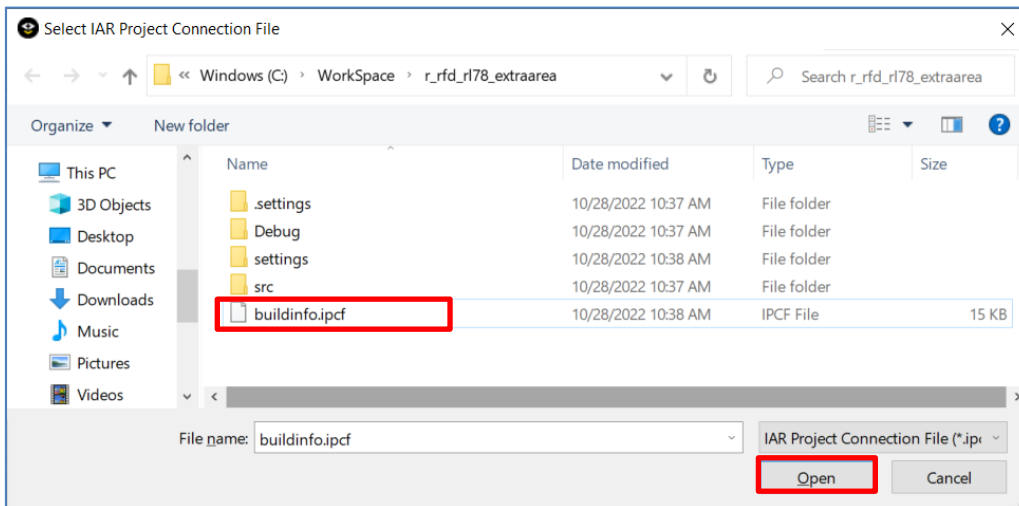 Select IAR Project Connection File
« Windows (C:) › WorkSpace › r_rfd_rl78_extraarea
Search r_rfd_rl78_extraarea
Organize New folder
Name Date modified Type Size
This PC
3D Objects
Desktop
Documents
Downloads
Music
Pictures
Videos
.settings 10/28/2022 10:37 AM File folder
Debug 10/28/2022 10:37 AM File folder
settings 10/28/2022 10:38 AM File folder
src 10/28/2022 10:37 AM File folder
buildinfo.ipcf 10/28/2022 10:38 AM IPCF File 15 KB
File name: buildinfo.ipcf IAR Project Connection File (*.ipc
Open Cancel